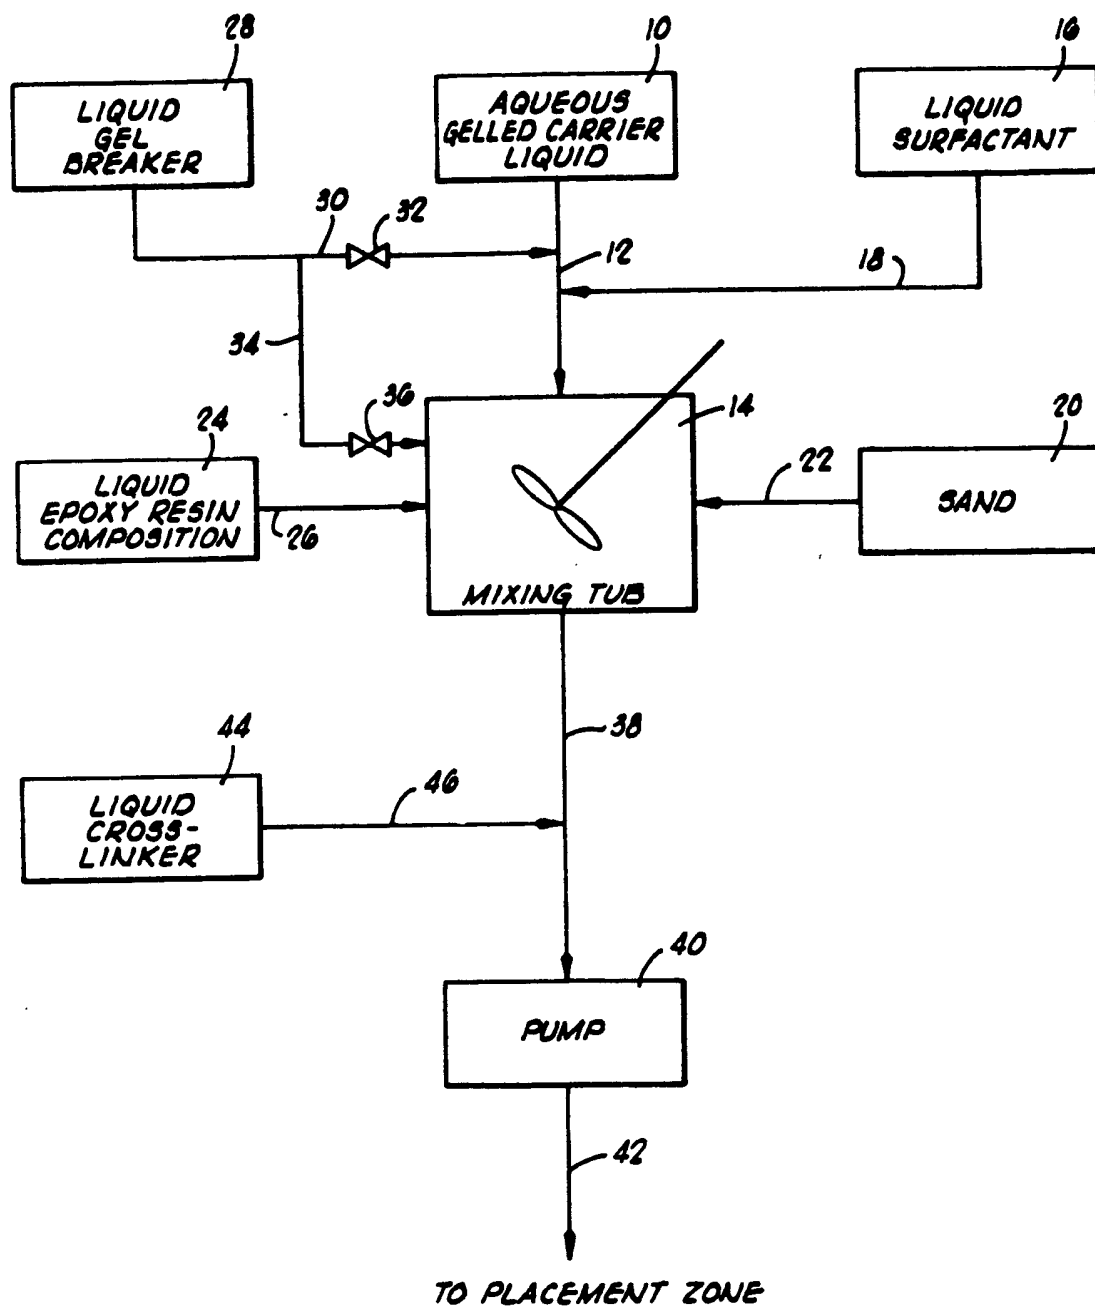 28
10
16
LIQUID
GEL
BREAKER
AQUEOUS
GELLED CARRIER
LIQUID
LIQUID
SURFACTANT
30
32
12
18
34
36
14
24
20
22
LIQUID
EPOXY RESIN
COMPOSITION
26
SAND
MIXING TUB
38
44
46
LIQUID
CROSS-
LINKER
40
PUMP
42
TO PLACEMENT ZONE